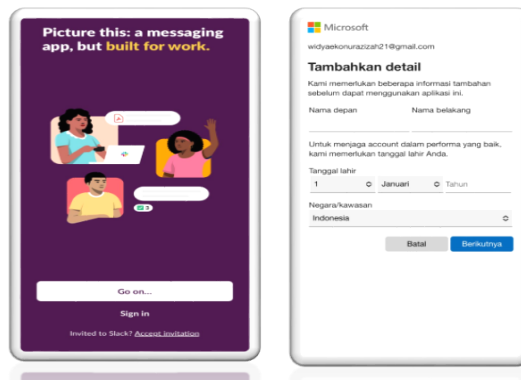 Picture this: a messaging
app, but built for work.
3
Go on...
Sign in
Invited to Slack? Accept invitation
Microsoft
widyaekonurazizah21@gmail.com
Tambahkan detail
Kami memerlukan beberapa informasi tambahan
sebelum dapat menggunakan aplikasi ini.
Nama depan Nama belakang
Untuk menjaga account dalam performa yang baik,
kami memerlukan tanggal lahir Anda.
Tanggal lahir
1 Januari Tahun
Negara/kawasan
Indonesia
Batal Berikutnya